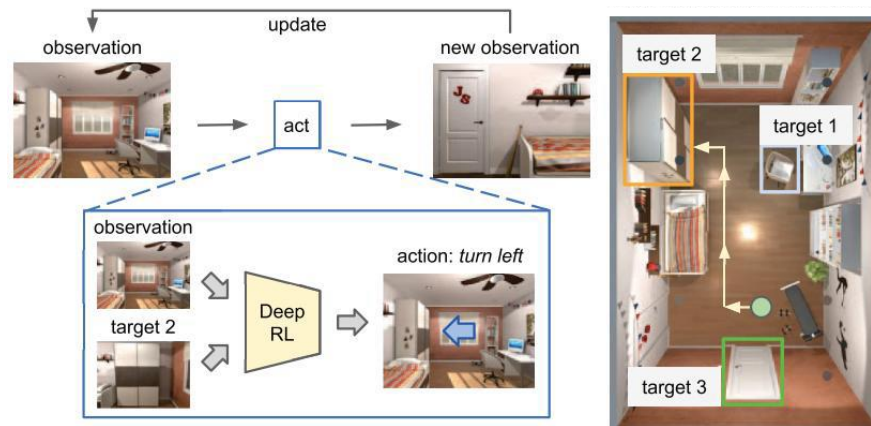 update
observation
new observation
JS
act
observation
target 2
Deep
RL
action: turn left
target 2
target 1
target 3